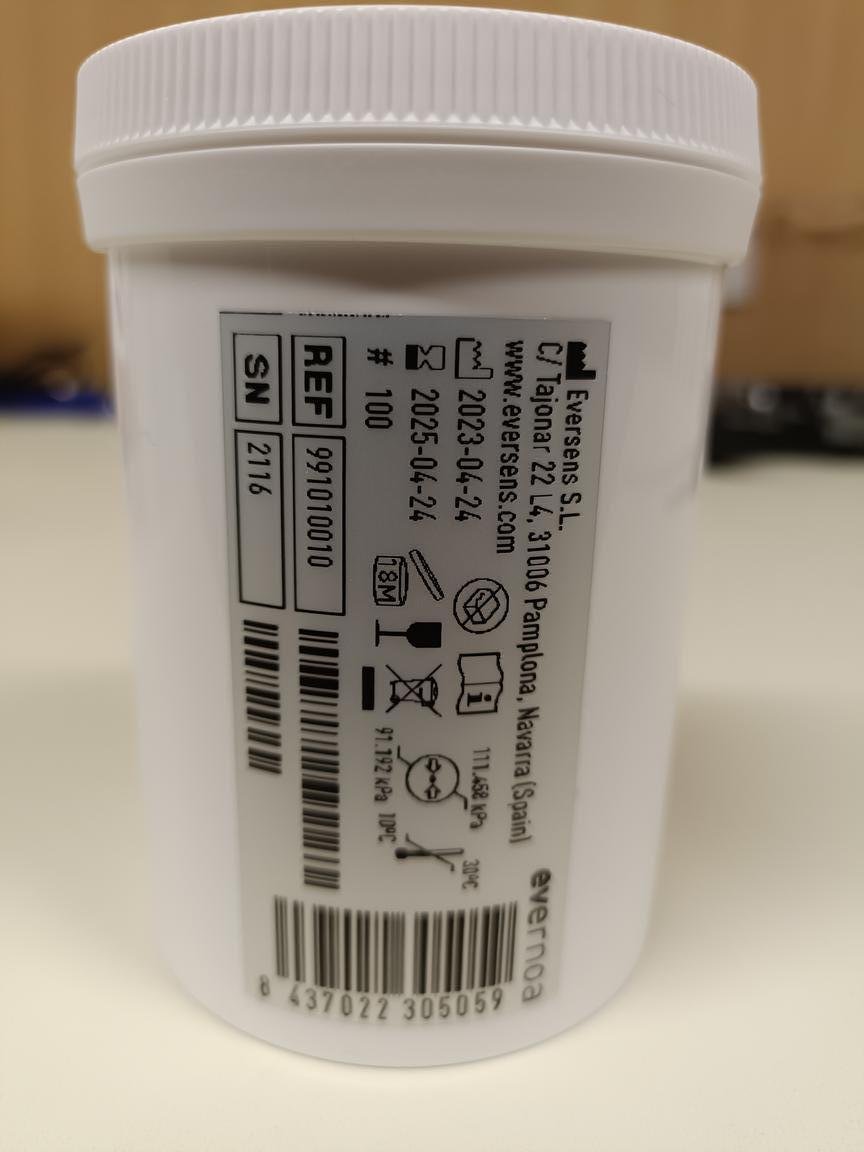 Eversens S.L.
C/ Tajonar 22 L4, 31006 Pamplona, Navarra (Spain)
www.eversens.com
2023-04-24
2025-04-24
# 100
18M
111.458 kPa
91.192 kPa
30ºC
10ºC
REF 991010010
SN 2116
evernoa
8 437022 305059